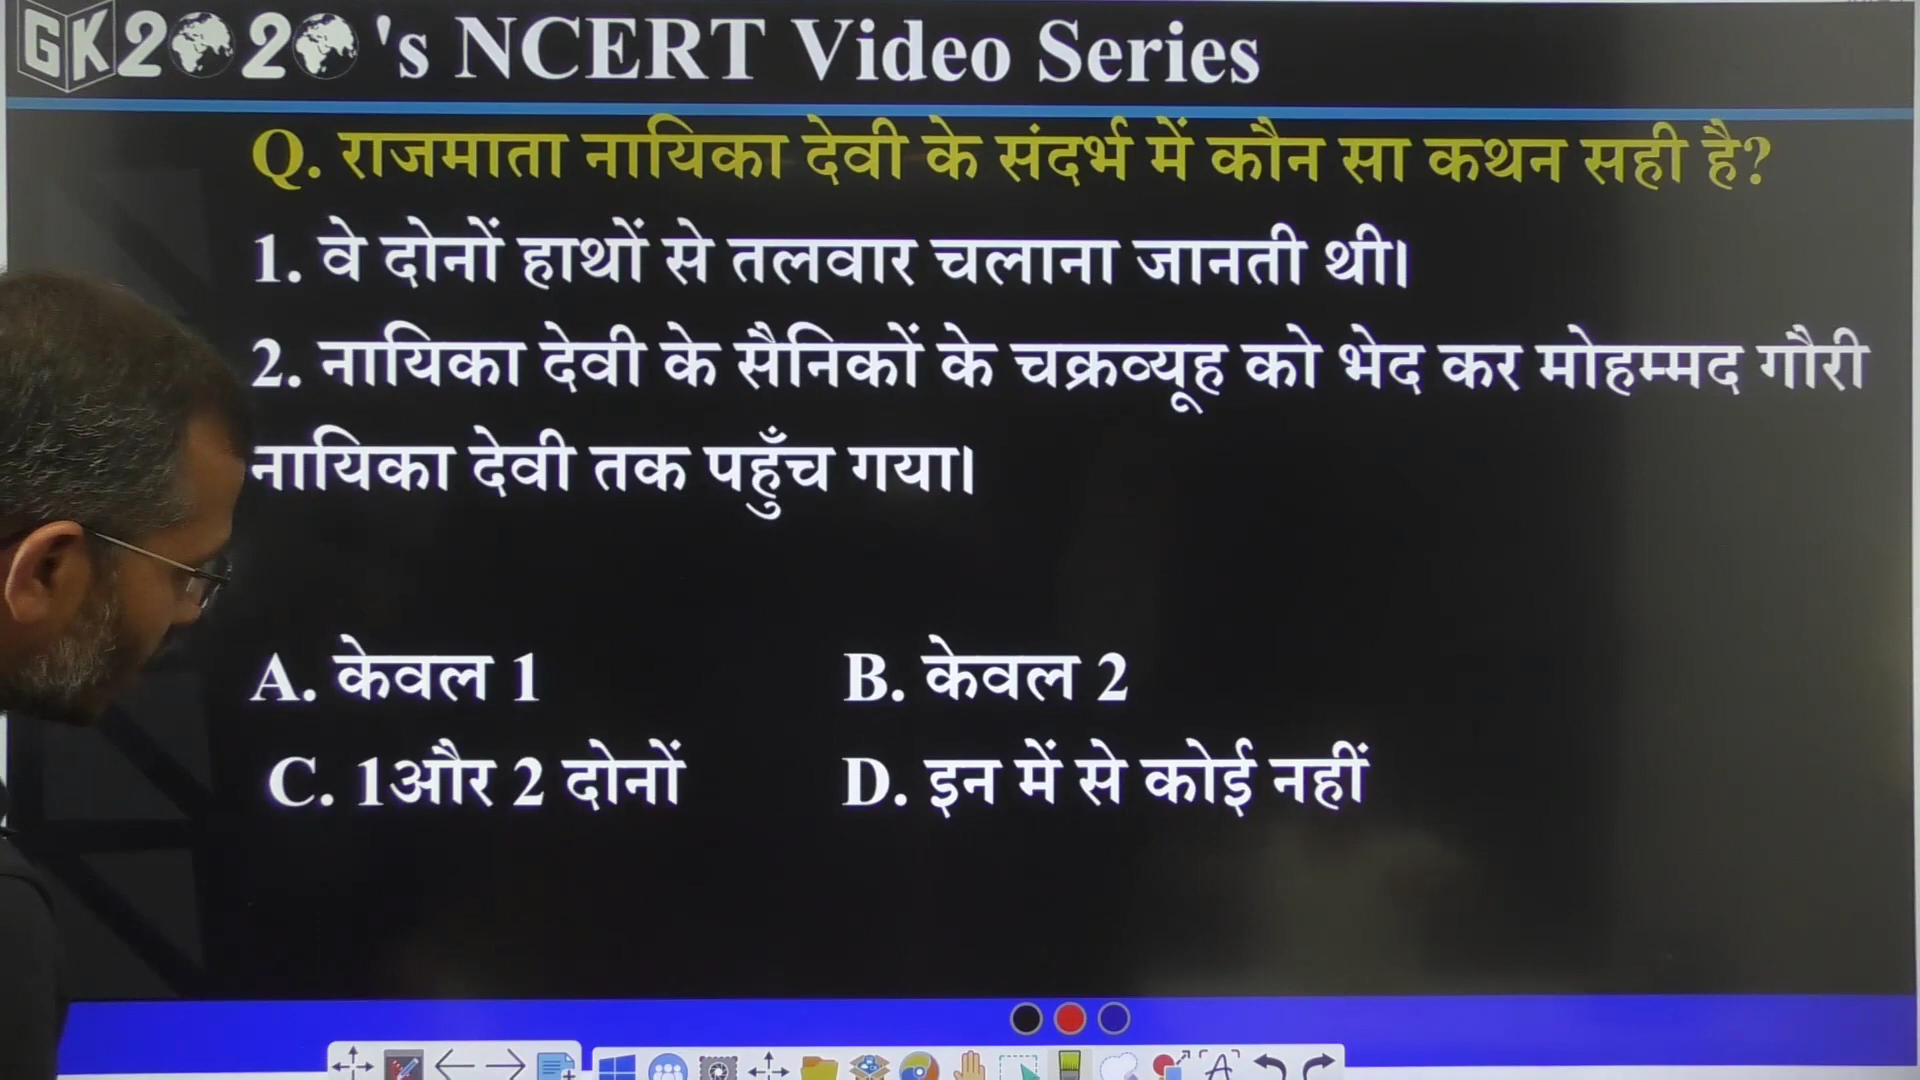 GK2020's NCERT Video Series
Q. राजमाता नायिका देवी के संदर्भ में कौन सा कथन सही है?
1. वे दोनों हाथों से तलवार चलाना जानती थी।
2. नायिका देवी के सैनिकों के चक्रव्यूह को भेद कर मोहम्मद गौरी
नायिका देवी तक पहुँच गया।
A. केवल 1 B. केवल 2
C. 1और 2 दोनों D. इन में से कोई नहीं